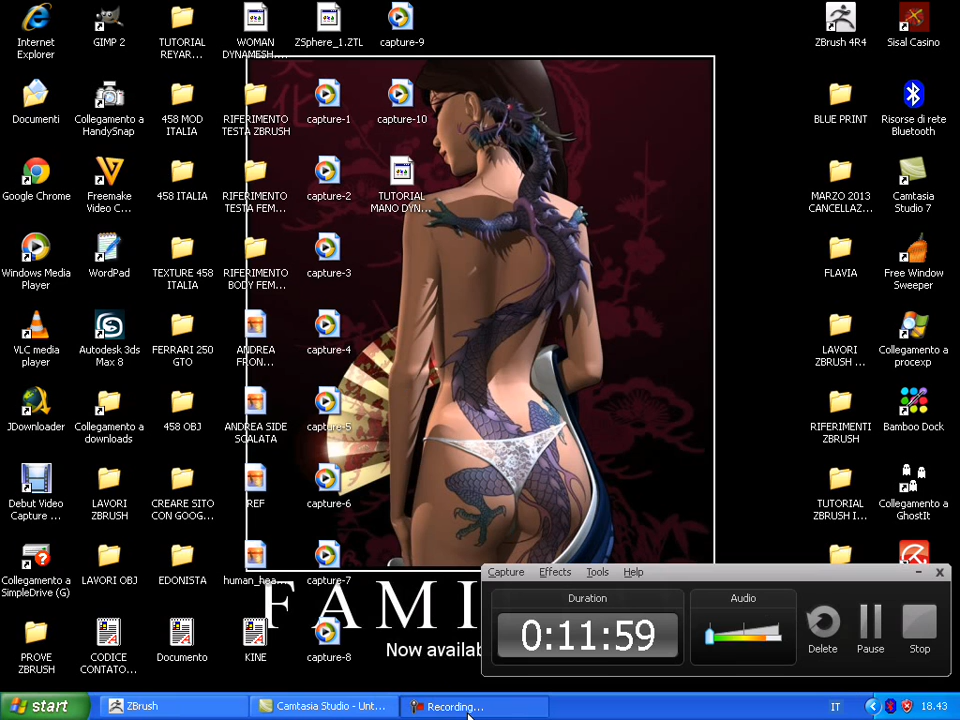 Internet
Explorer
GIMP 2
TUTORIAL
REYAR...
WOMAN
DYNAMESH....
ZSphere_1.ZTL
capture-9
ZBrush 4R4
Sisal Casino
Documenti
Collegamento a
HandySnap
458 MOD
ITALIA
RIFERIMENTO
TESTA ZBRUSH
capture-1
capture-10
BLUE PRINT
Risorse di rete
Bluetooth
Google Chrome
Freemake
Video C...
458 ITALIA
RIFERIMENTO
TESTA FEM...
capture-2
TUTORIAL
MANO DYN...
MARZO 2013
CANCELLAZ...
Camtasia
Studio 7
Windows Media
Player
WordPad
TEXTURE 458
ITALIA
RIFERIMENTO
BODY FEM...
capture-3
FLAVIA
Free Window
Sweeper
VLC media
player
Autodesk 3ds
Max 8
FERRARI 250
GTO
ANDREA
FRON...
capture-4
LAVORI
ZBRUSH ...
Collegamento a
procexp
JDownloader
Collegamento a
downloads
458 OBJ
ANDREA SIDE
SCALATA
capture-5
RIFERIMENTI
ZBRUSH
Bamboo Dock
Debut Video
Capture ...
LAVORI
ZBRUSH
CREARE SITO
CON GOOG...
REF
capture-6
TUTORIAL
ZBRUSH I...
Collegamento a
GhostIt
Collegamento a
SimpleDrive (G)
LAVORI OBJ
EDONISTA
human_hea...
capture-7
PROVE
ZBRUSH
CODICE
CONTATO...
Documento
KINE
capture-8
FAMI
Now availab
Capture Effects Tools Help
Duration
Audio
0:11:59
Delete
Pause
Stop
start
ZBrush
Camtasia Studio - Unt...
Recording...
IT
18.43